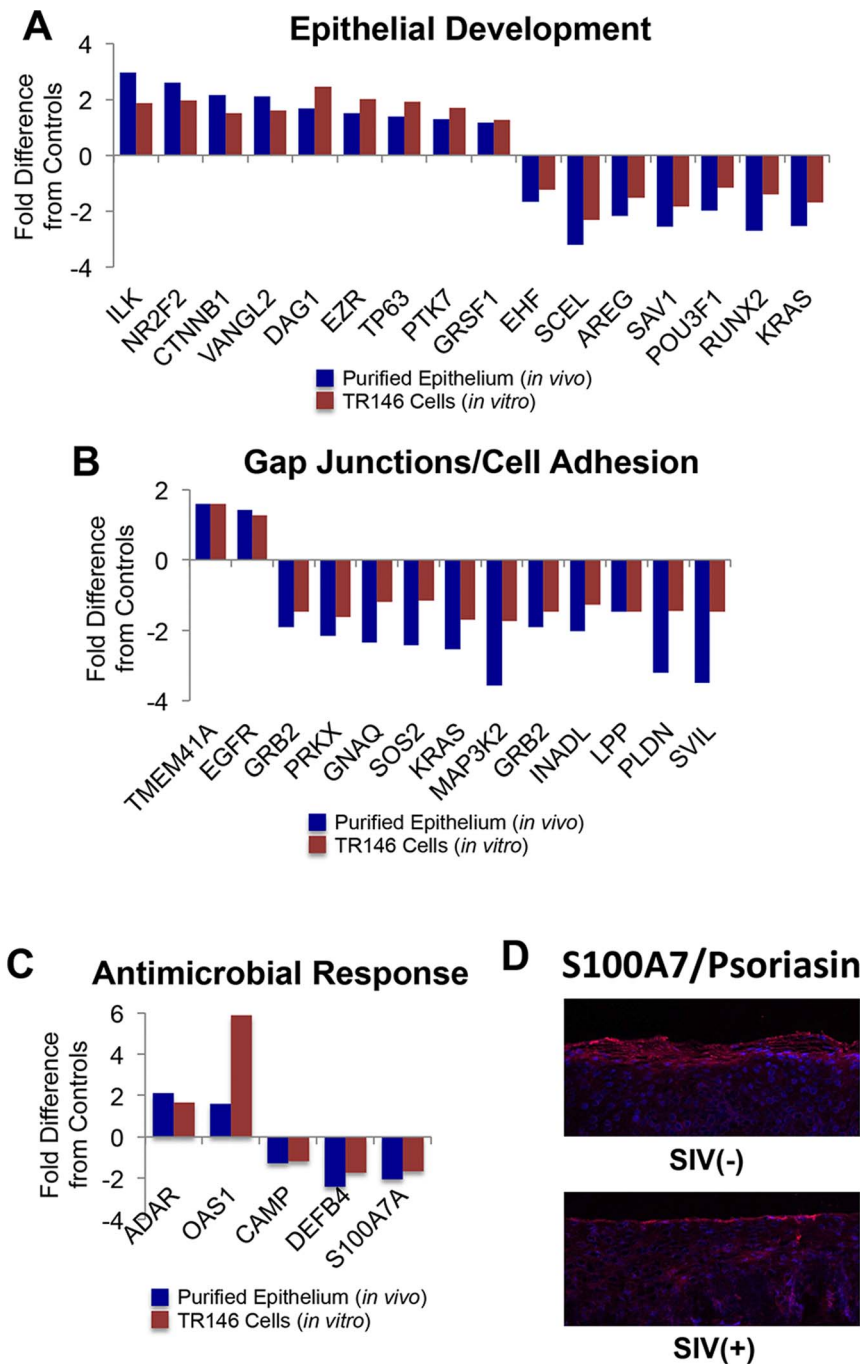 A
Epithelial Development
Fold Difference
from Controls
4
2
0
-2
-4
ILK
NR2F2
CTNNB1
VANGL2
DAG1
EZR
TP63
PTK7
GRSF1
EHF
SCEL
AREG
SAV1
POU3F1
RUNX2
KRAS
Purified Epithelium (in vivo)
TR146 Cells (in vitro)
B
Gap Junctions/Cell Adhesion
Fold Difference
from Controls
2
0
-2
-4
TMEM41A
EGFR
GRB2
PRKX
GNAQ
SOS2
KRAS
MAP3K2
GRB2
INADL
LPP
PLDN
SVIL
Purified Epithelium (in vivo)
TR146 Cells (in vitro)
C
Antimicrobial Response
Fold Difference
from Controls
6
4
2
0
-2
-4
ADAR
OAS1
CAMP
DEFB4
S100A7A
Purified Epithelium (in vivo)
TR146 Cells (in vitro)
D
S100A7/Psoriasin
SIV(-)
SIV(+)